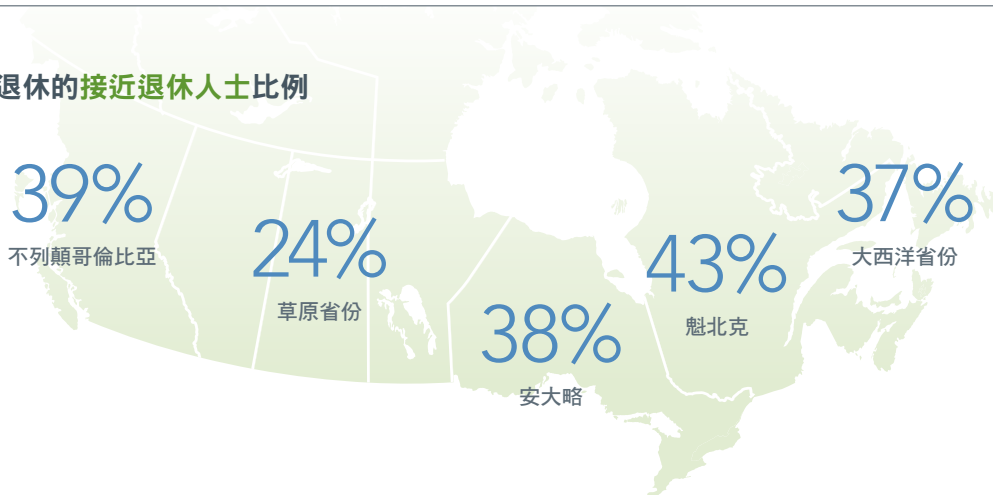 退休的接近退休人士比例
39%
不列顛哥倫比亞
24%
草原省份
38%
安大略
43%
魁北克
37%
大西洋省份